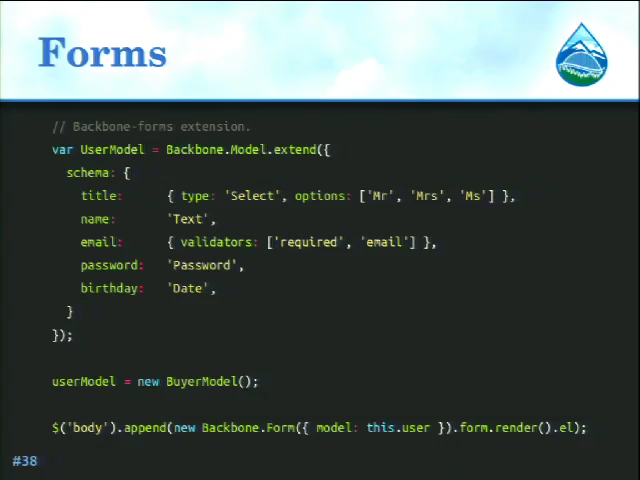 Forms
// Backbone-forms extension.
var UserModel = Backbone.Model.extend({
schema: {
title: { type: 'Select', options: ['Mr', 'Mrs', 'Ms'] },
name: 'Text',
email: { validators: ['required', 'email'] },
password: 'Password',
birthday: 'Date',
}
});
userModel = new BuyerModel();
$('body').append(new Backbone.Form({ model: this.user }).form.render().el);
#38